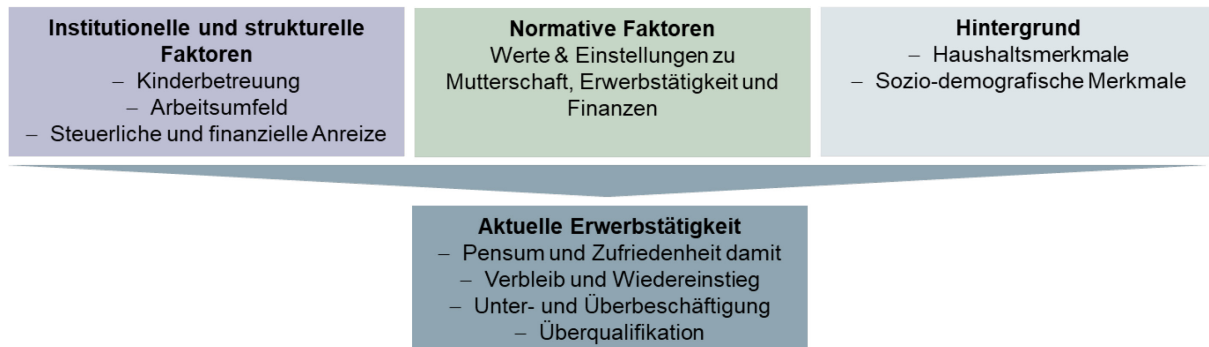 Institutionelle und strukturelle
Faktoren
– Kinderbetreuung
– Arbeitsumfeld
– Steuerliche und finanzielle Anreize
Normative Faktoren
Werte & Einstellungen zu
Mutterschaft, Erwerbstätigkeit und
Finanzen
Hintergrund
– Haushaltsmerkmale
– Sozio-demografische Merkmale
Aktuelle Erwerbstätigkeit
– Pensum und Zufriedenheit damit
– Verbleib und Wiedereinstieg
– Unter- und Überbeschäftigung
– Überqualifikation